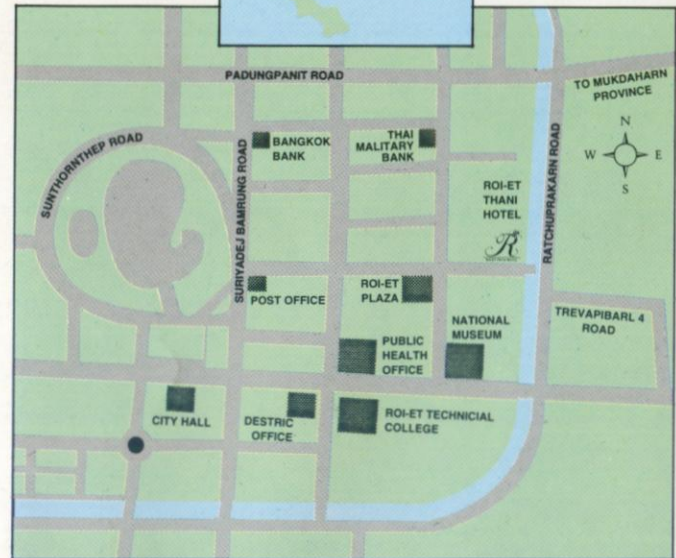 PADUNGPANIT ROAD
TO MUKDAHARN
PROVINCE
N
W E
S
SUNTHORNTHEP ROAD
BANGKOK
BANK
THAI
MALITARY
BANK
SURIYADEJ BAMRUNG ROAD
RATCHUPRAKARN ROAD
ROI-ET
THANI
HOTEL
R
POST OFFICE
ROI-ET
PLAZA
TREVAPIBARL 4
ROAD
NATIONAL
MUSEUM
PUBLIC
HEALTH
OFFICE
CITY HALL
DESTRIC
OFFICE
ROI-ET TECHNICIAL
COLLEGE